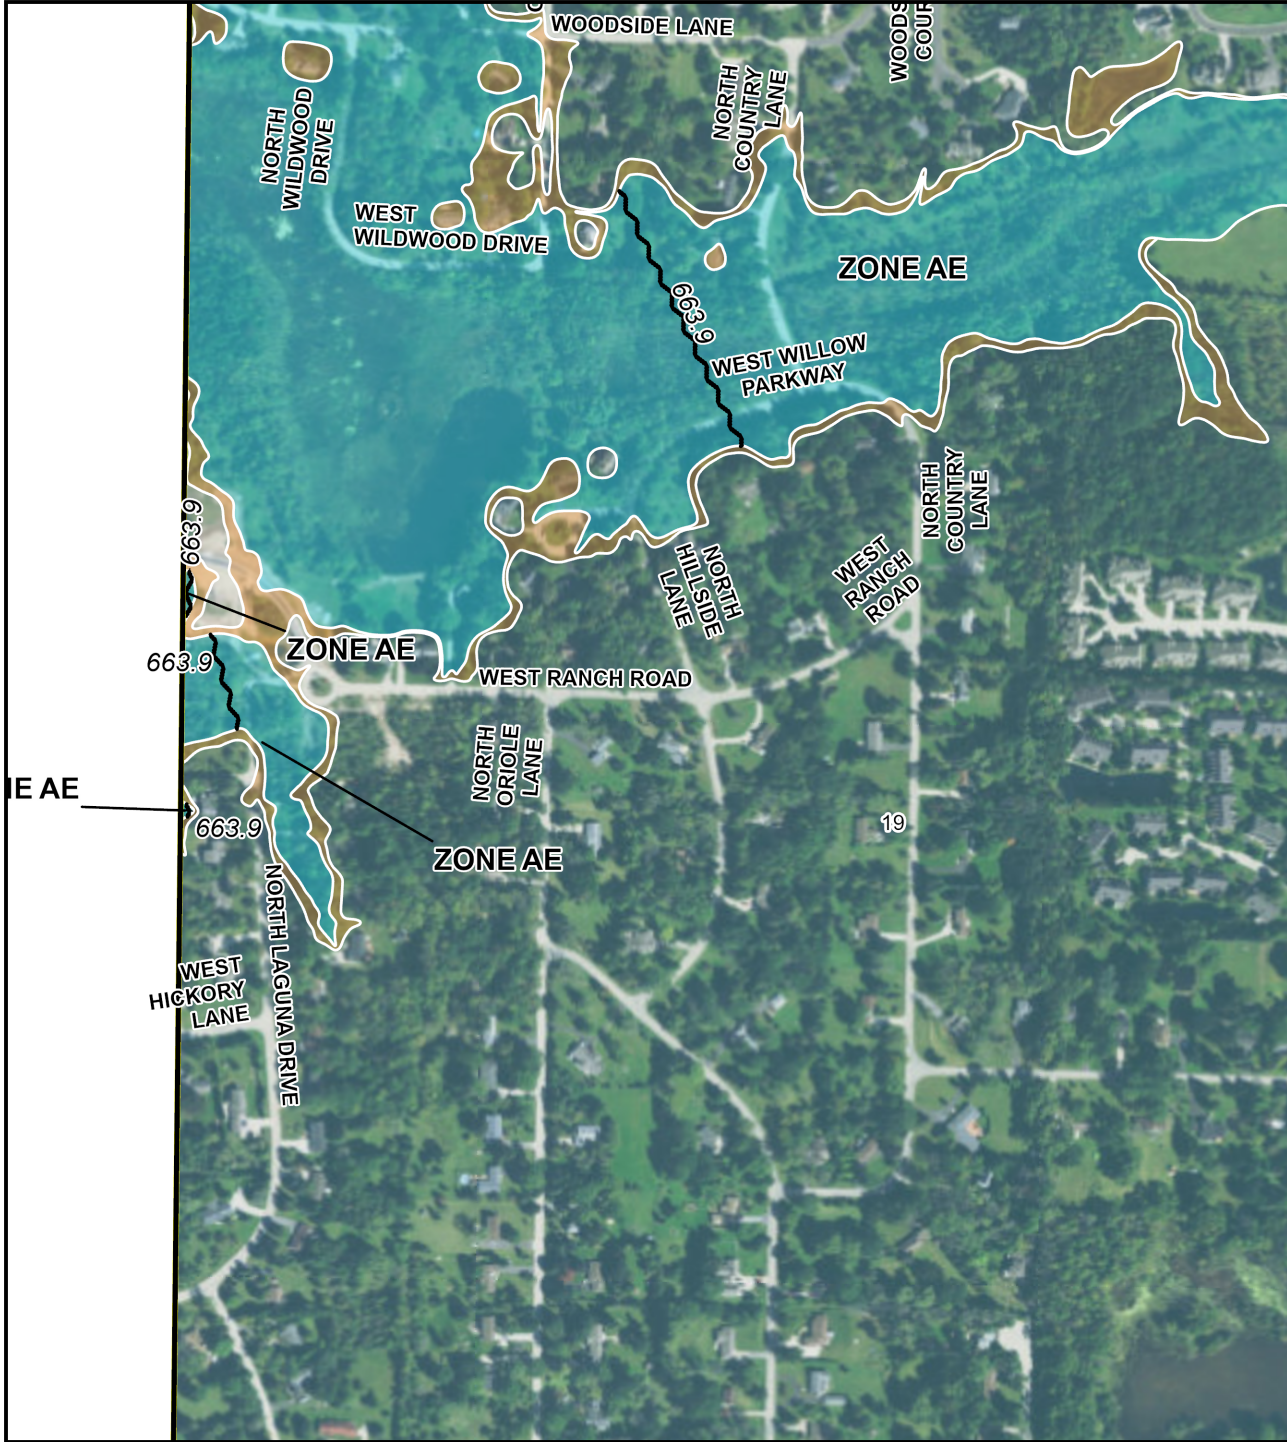 WOODSIDE LANE
NORTH
COUNTRY
LANE
NORTH
WILDWOOD
DRIVE
WEST
WILDWOOD DRIVE
ZONE AE
663.9
WEST WILLOW
PARKWAY
NORTH
COUNTRY
LANE
663.9
NORTH
HILLSIDE
LANE
WEST
RANCH
ROAD
ZONE AE
663.9
WEST RANCH ROAD
NORTH
ORIOLE
LANE
IE AE
663.9
19
ZONE AE
NORTH LAGUNA DRIVE
WEST
HICKORY
LANE